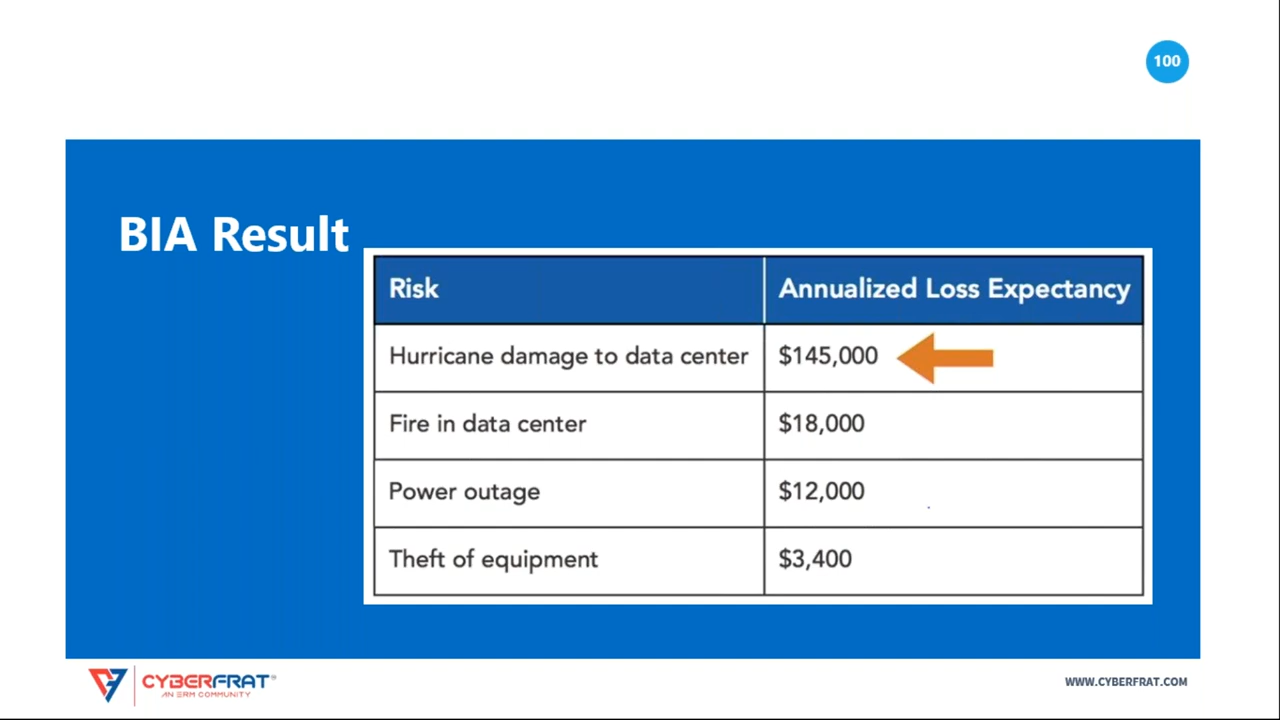 100
BIA Result
Risk Annualized Loss Expectancy
Hurricane damage to data center $145,000
Fire in data center $18,000
Power outage $12,000
Theft of equipment $3,400
CYBERFRAT®
AN ERM COMMUNITY
WWW.CYBERFRAT.COM